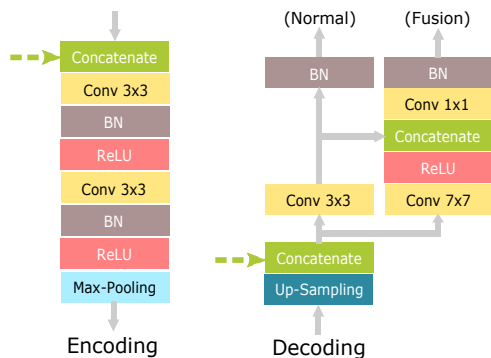 (Normal)
(Fusion)
Concatenate
Conv 3x3
BN
ReLU
Conv 3x3
BN
ReLU
Max-Pooling
Encoding
BN
Conv 3x3
BN
Conv 1x1
Concatenate
ReLU
Conv 7x7
Concatenate
Up-Sampling
Decoding